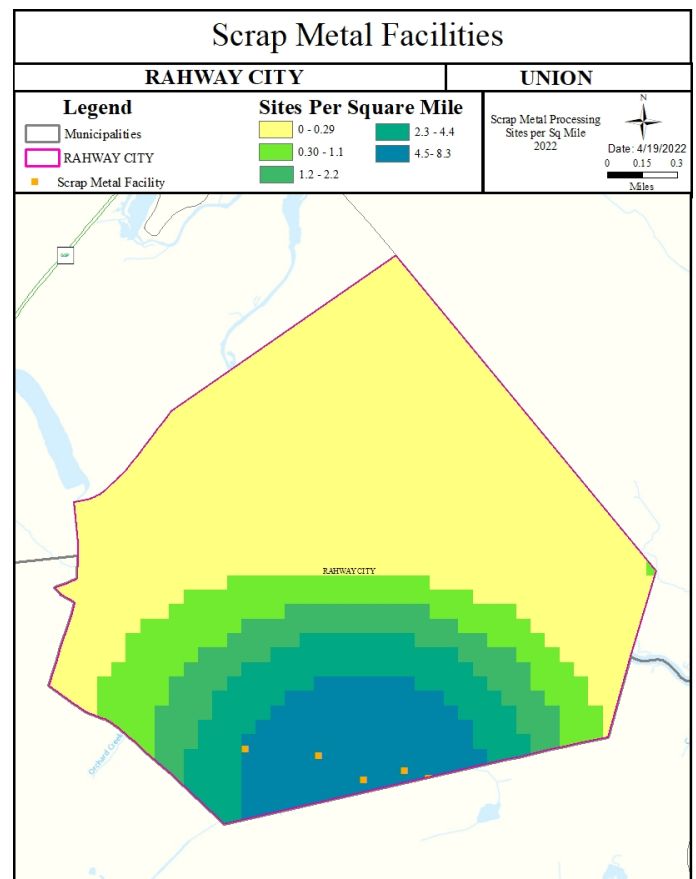 Scrap Metal Facilities
RAHWAY CITY
UNION
Legend
Municipalities
RAHWAY CITY
Scrap Metal Facility
Sites Per Square Mile
0 - 0.29
0.30 - 1.1
1.2 - 2.2
2.3 - 4.4
4.5- 8.3
Scrap Metal Processing
Sites per Sq Mile
2022
N
Date: 4/19/2022
0 0.15 0.3
Miles
GSP
RAHWAY CITY
Orchard Creek